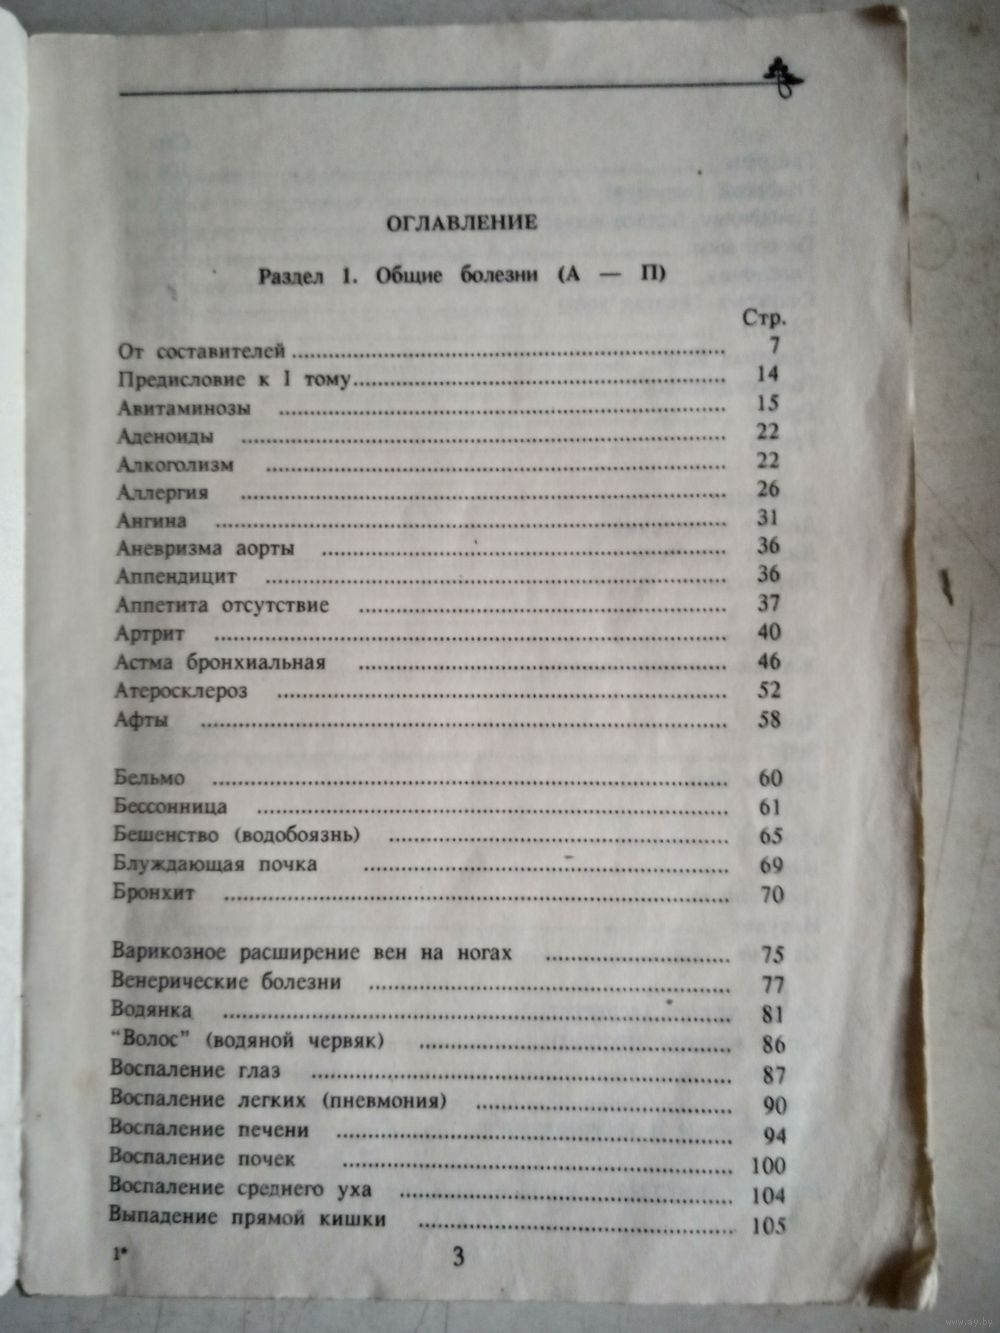 ОГЛАВЛЕНИЕ
Раздел 1. Общие болезни (А — П)
Стр.
От составителей ........ 7
Предисловие к I тому ........ 14
Авитаминозы ........ 15
Аденоиды ........ 22
Алкоголизм ........ 22
Аллергия ........ 26
Ангина ........ 31
Аневризма аорты ........ 36
Аппендицит ........ 36
Аппетита отсутствие ........ 37
Артрит ........ 40
Астма бронхиальная ........ 46
Атеросклероз ........ 52
Афты ........ 58
Бельмо ........ 60
Бессонница ........ 61
Бешенство (водобоязнь) ........ 65
Блуждающая почка ........ 69
Бронхит ........ 70
Варикозное расширение вен на ногах ........ 75
Венерические болезни ........ 77
Водянка ........ 81
"Волос" (водяной червяк) ........ 86
Воспаление глаз ........ 87
Воспаление легких (пневмония) ........ 90
Воспаление печени ........ 94
Воспаление почек ........ 100
Воспаление среднего уха ........ 104
Выпадение прямой кишки ........ 105
1* 3
www.ay.by